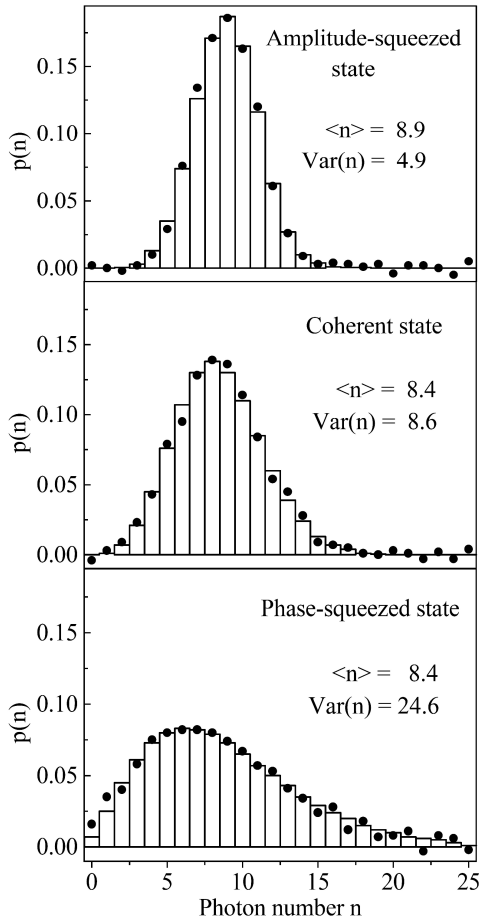 Amplitude-squeezed
state
<n> = 8.9
Var(n) = 4.9
p(n)
0.15
0.10
0.05
0.00
Coherent state
<n> = 8.4
Var(n) = 8.6
p(n)
0.15
0.10
0.05
0.00
Phase-squeezed state
<n> = 8.4
Var(n) = 24.6
p(n)
0.15
0.10
0.05
0.00
0 5 10 15 20 25
Photon number n